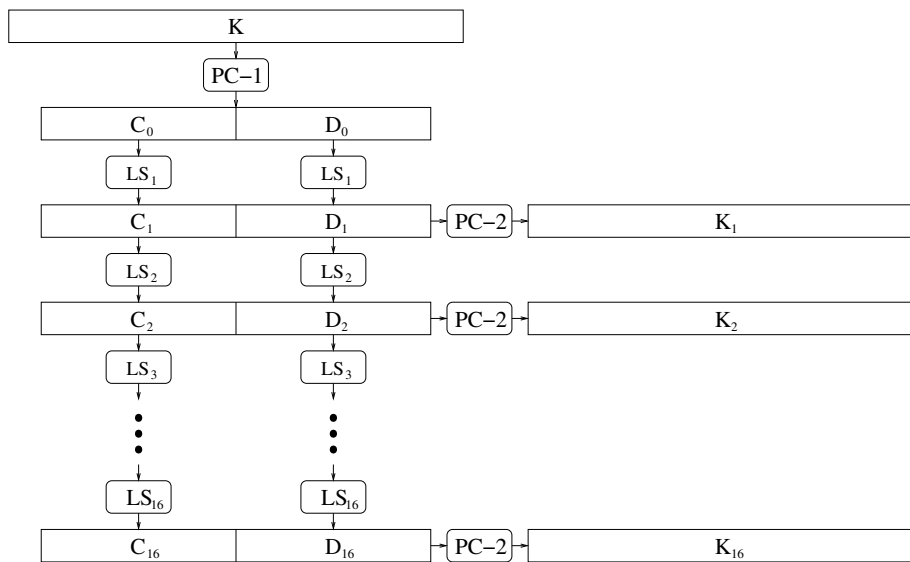 K
PC−1
C₀ D₀
LS₁ LS₁
C₁ D₁ PC−2 K₁
LS₂ LS₂
C₂ D₂ PC−2 K₂
LS₃ LS₃
LS₁₆ LS₁₆
C₁₆ D₁₆ PC−2 K₁₆